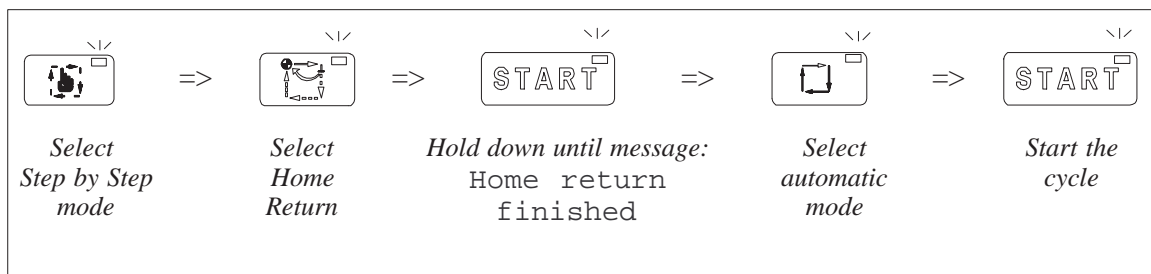 => => START => => START
Select Select Hold down until message: Select Start the
Step by Step Home Home return automatic cycle
mode Return finished mode